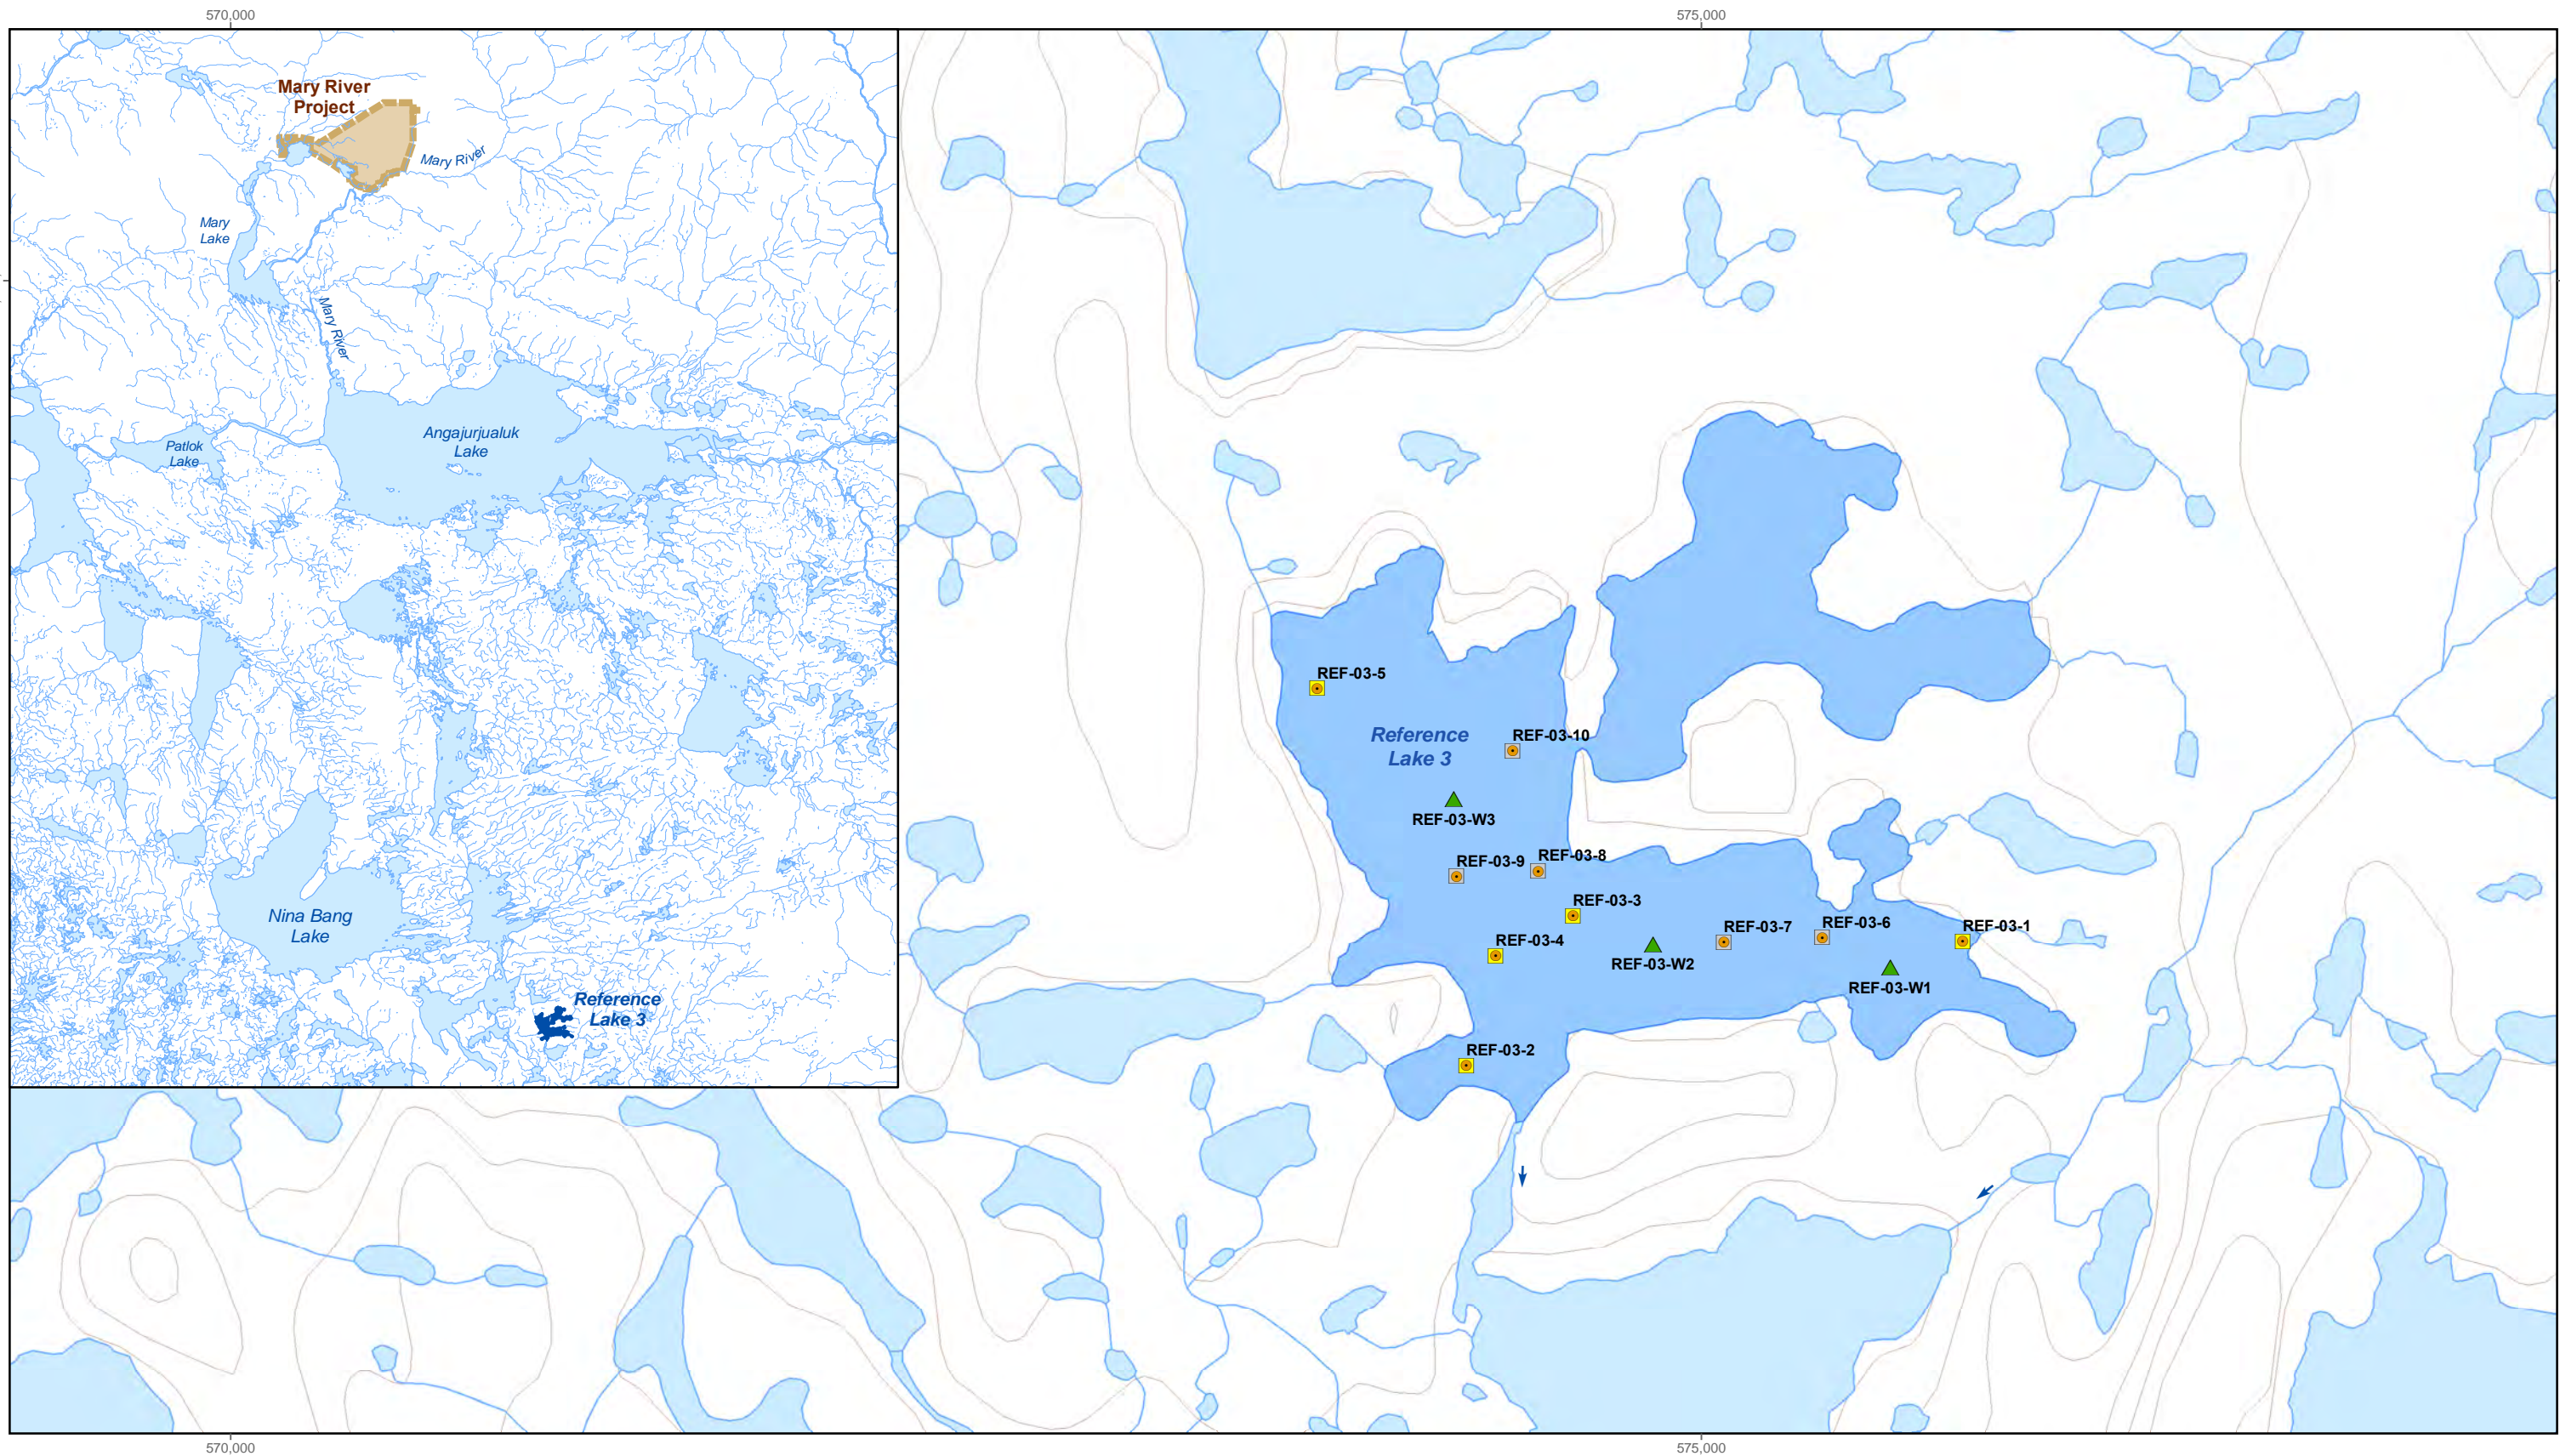 570,000
575,000
Mary River
Project
Mary River
Mary
Lake
Mary River
Angajurjualuk
Lake
Patlok
Lake
Nina Bang
Lake
Reference
Lake 3
REF-03-5
Reference
Lake 3
REF-03-10
REF-03-W3
REF-03-9
REF-03-8
REF-03-3
REF-03-4
REF-03-W2
REF-03-7
REF-03-6
REF-03-1
REF-03-W1
REF-03-2
570,000
575,000